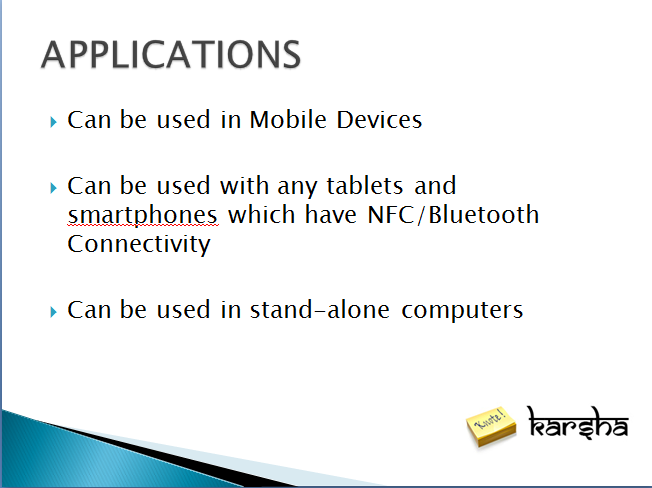 APPLICATIONS
Can be used in Mobile Devices
Can be used with any tablets and
smartphones which have NFC/Bluetooth
Connectivity
Can be used in stand-alone computers
Knote!
karsha